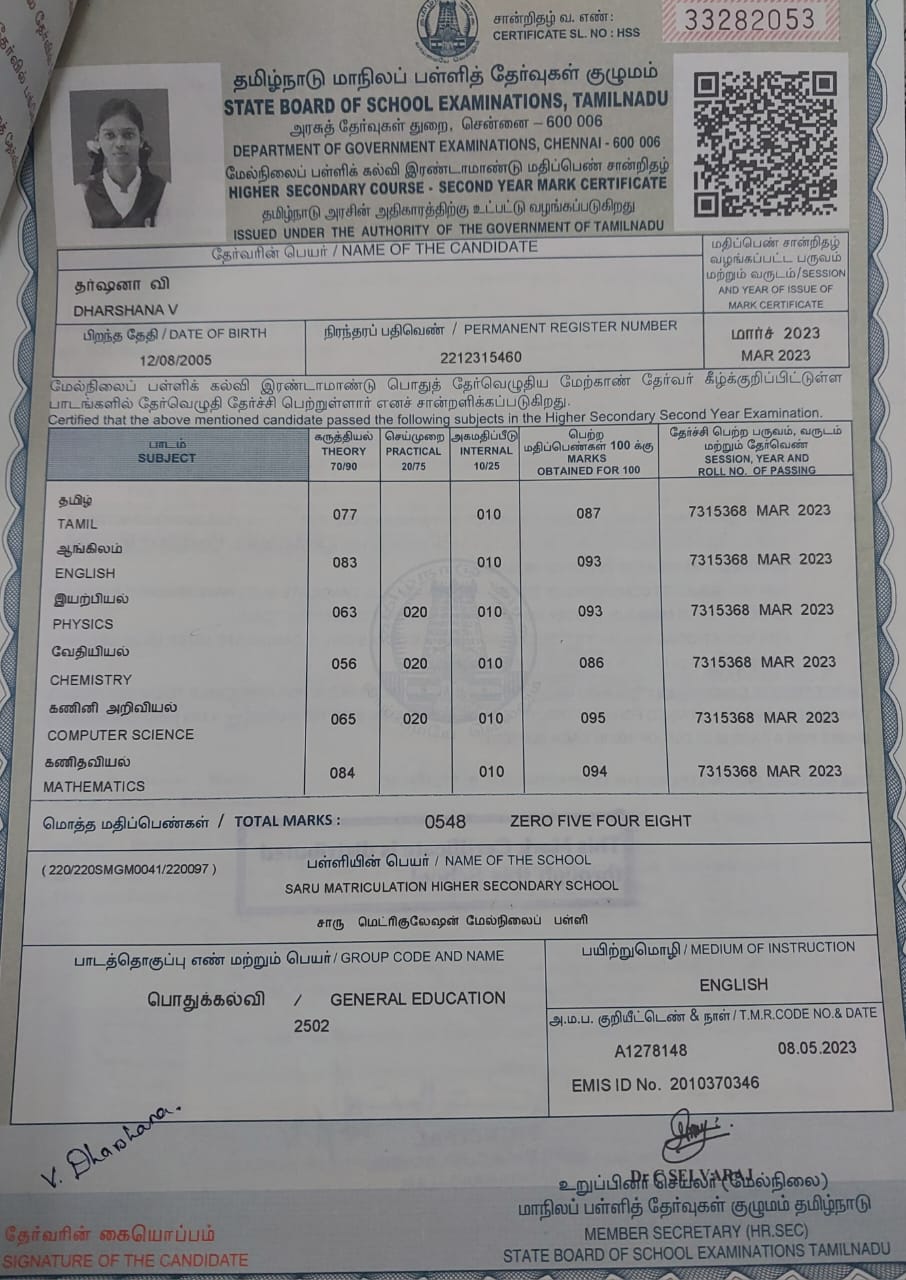 சான்றிதழ் வ. எண்:
CERTIFICATE SL. NO : HSS
33282053
தமிழ்நாடு மாநிலப் பள்ளித் தேர்வுகள் குழுமம்
STATE BOARD OF SCHOOL EXAMINATIONS, TAMILNADU
அரசுத் தேர்வுகள் துறை, சென்னை – 600 006
DEPARTMENT OF GOVERNMENT EXAMINATIONS, CHENNAI - 600 006
மேல்நிலைப் பள்ளிக் கல்வி இரண்டாமாண்டு மதிப்பெண் சான்றிதழ்
HIGHER SECONDARY COURSE - SECOND YEAR MARK CERTIFICATE
தமிழ்நாடு அரசின் அதிகாரத்திற்கு உட்பட்டு வழங்கப்படுகிறது
ISSUED UNDER THE AUTHORITY OF THE GOVERNMENT OF TAMILNADU
தேர்வரின் பெயர் / NAME OF THE CANDIDATE
தர்ஷனா வி
DHARSHANA V
மதிப்பெண் சான்றிதழ்
வழங்கப்பட்ட பருவம்
மற்றும் வருடம்/SESSION
AND YEAR OF ISSUE OF
MARK CERTIFICATE
பிறந்த தேதி / DATE OF BIRTH
12/08/2005
நிரந்தரப் பதிவெண் / PERMANENT REGISTER NUMBER
2212315460
மார்ச் 2023
MAR 2023
மேல்நிலைப் பள்ளிக் கல்வி இரண்டாமாண்டு பொதுத் தேர்வெழுதிய மேற்காண் தேர்வர் கீழ்க்குறிப்பிட்டுள்ள
பாடங்களில் தேர்வெழுதி தேர்ச்சி பெற்றுள்ளார் எனச் சான்றளிக்கப்படுகிறது.
Certified that the above mentioned candidate passed the following subjects in the Higher Secondary Second Year Examination.
பாடம்
SUBJECT
கருத்தியல்
THEORY
70/90
செய்முறை
PRACTICAL
20/75
அகமதிப்பீடு
INTERNAL
10/25
பெற்ற
மதிப்பெண்கள் 100 க்கு
MARKS
OBTAINED FOR 100
தேர்ச்சி பெற்ற பருவம், வருடம்
மற்றும் தேர்வெண்
SESSION, YEAR AND
ROLL NO. OF PASSING
தமிழ்
TAMIL 077 010 087 7315368 MAR 2023
ஆங்கிலம்
ENGLISH 083 010 093 7315368 MAR 2023
இயற்பியல்
PHYSICS 063 020 010 093 7315368 MAR 2023
வேதியியல்
CHEMISTRY 056 020 010 086 7315368 MAR 2023
கணினி அறிவியல்
COMPUTER SCIENCE 065 020 010 095 7315368 MAR 2023
கணிதவியல்
MATHEMATICS 084 010 094 7315368 MAR 2023
மொத்த மதிப்பெண்கள் / TOTAL MARKS : 0548 ZERO FIVE FOUR EIGHT
( 220/220SMGM0041/220097 )
பள்ளியின் பெயர் / NAME OF THE SCHOOL
SARU MATRICULATION HIGHER SECONDARY SCHOOL
சாரு மெட்ரிகுலேஷன் மேல்நிலைப் பள்ளி
பாடத்தொகுப்பு எண் மற்றும் பெயர் / GROUP CODE AND NAME
பொதுக்கல்வி / GENERAL EDUCATION
2502
பயிற்றுமொழி / MEDIUM OF INSTRUCTION
ENGLISH
அ.ம.ப. குறியீட்டெண் & நாள் / T.M.R.CODE NO.& DATE
A1278148 08.05.2023
EMIS ID No. 2010370346
V. Dharshana.
தேர்வரின் கையொப்பம்
SIGNATURE OF THE CANDIDATE
Dr C SELVARAJ
உறுப்பினர் செயலர் (மேல்நிலை)
மாநிலப் பள்ளித் தேர்வுகள் குழுமம் தமிழ்நாடு
MEMBER SECRETARY (HR.SEC)
STATE BOARD OF SCHOOL EXAMINATIONS TAMILNADU